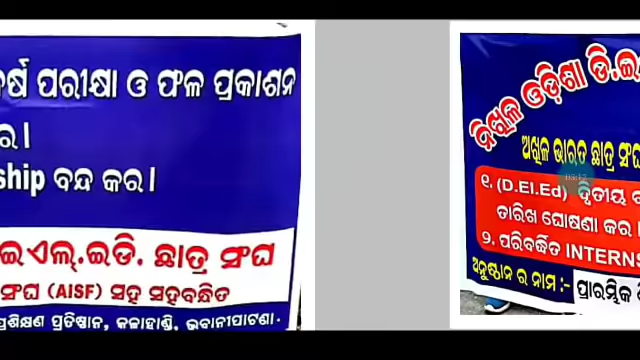 ବର୍ଷ ପରୀକ୍ଷା ଓ ଫଳ ପ୍ରକାଶନ
ର।
ship ବନ୍ଦ କର।
ଇଏଲ୍.ଇଡି. ଛାତ୍ର ସଂଘ
ସଂଘ (AISF) ସହ ସହବନ୍ଧିତ
ପ୍ରଶିକ୍ଷଣ ପ୍ରତିଷ୍ଠାନ, କଳାହାଣ୍ଡି, ଭବାନୀପାଟଣା.
ନିଖିଳ ଓଡ଼ିଶା ଡି.ଇ
ଅଖିଳ ଭାରତ ଛାତ୍ର ସଂଘ
୧. (D.El.Ed) ଦ୍ୱିତୀୟ ବ
ତାରିଖ ଘୋଷଣା କର।
୨. ପରିବର୍ଦ୍ଧିତ INTERNS
ଅନୁଷ୍ଠାନ ର ନାମ :- ପ୍ରାରମ୍ଭିକ